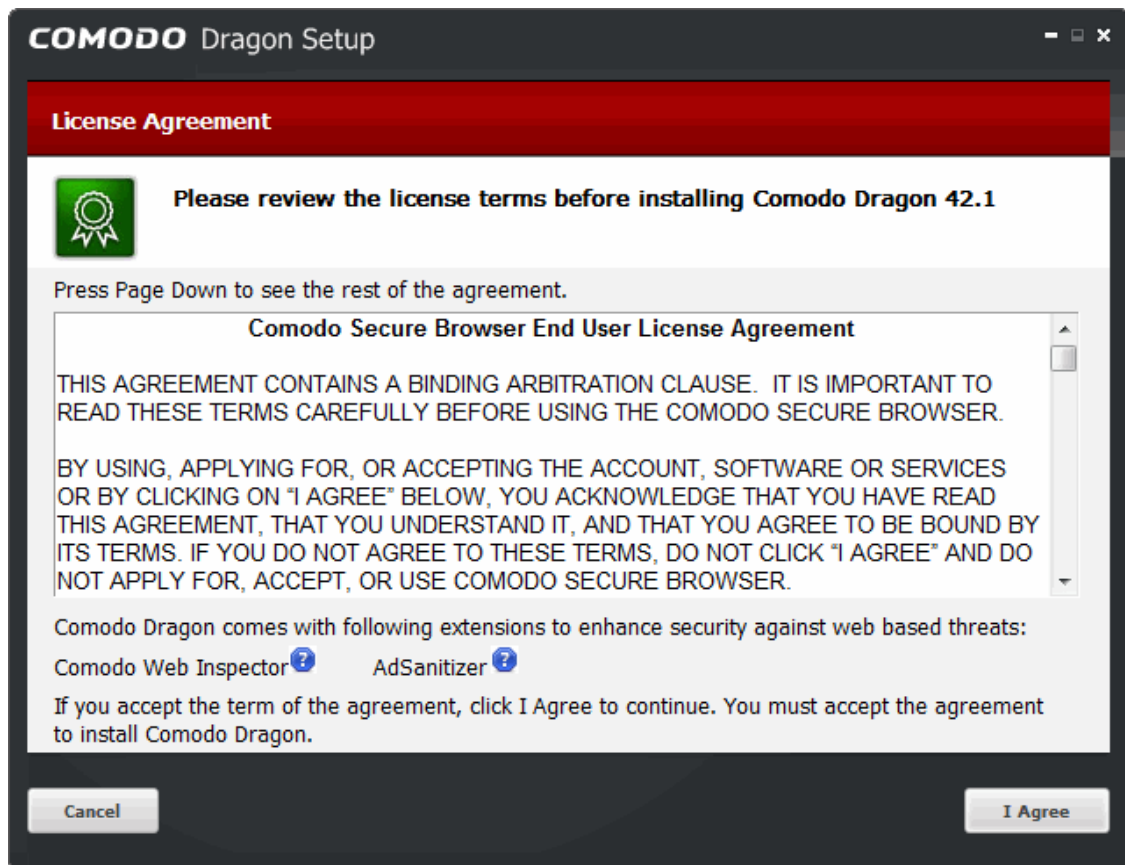 COMODO Dragon Setup
License Agreement
Please review the license terms before installing Comodo Dragon 42.1
Press Page Down to see the rest of the agreement.
Comodo Secure Browser End User License Agreement
THIS AGREEMENT CONTAINS A BINDING ARBITRATION CLAUSE.  IT IS IMPORTANT TO
READ THESE TERMS CAREFULLY BEFORE USING THE COMODO SECURE BROWSER.
BY USING, APPLYING FOR, OR ACCEPTING THE ACCOUNT, SOFTWARE OR SERVICES
OR BY CLICKING ON “I AGREE” BELOW, YOU ACKNOWLEDGE THAT YOU HAVE READ
THIS AGREEMENT, THAT YOU UNDERSTAND IT, AND THAT YOU AGREE TO BE BOUND BY
ITS TERMS. IF YOU DO NOT AGREE TO THESE TERMS, DO NOT CLICK “I AGREE” AND DO
NOT APPLY FOR, ACCEPT, OR USE COMODO SECURE BROWSER.
Comodo Dragon comes with following extensions to enhance security against web based threats:
Comodo Web Inspector ? AdSanitizer ?
If you accept the term of the agreement, click I Agree to continue. You must accept the agreement
to install Comodo Dragon.
Cancel I Agree